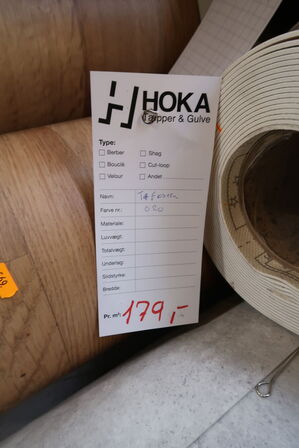 HOKA
Tæpper & Gulve
Type:
Berber Shag
Bouclé Cut-loop
Velour Andet
Navn:
Farve nr.: 020
Materiale:
Luvvægt:
Totalvægt:
Underlag:
Slidstyrke:
Bredde:
Pr. m²: 179,-